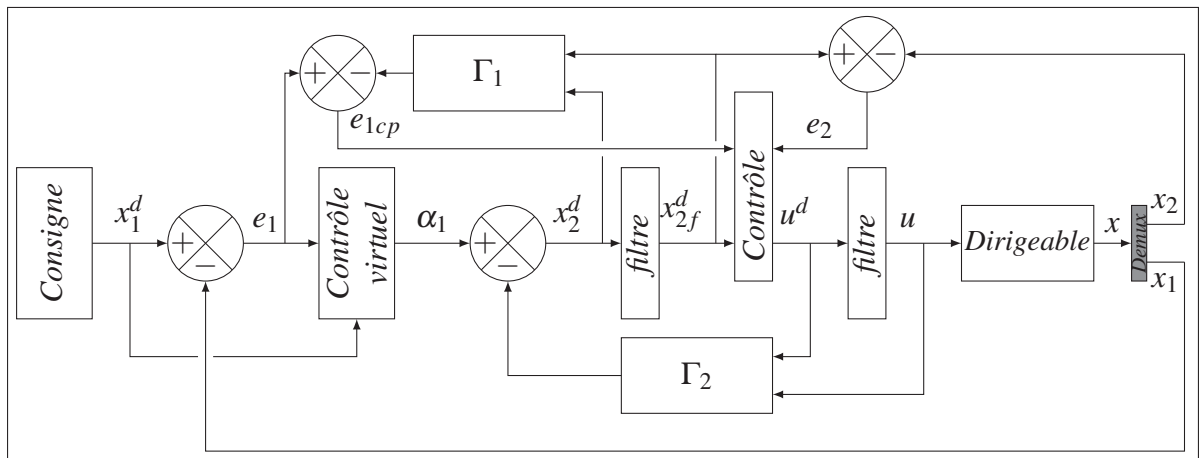 + − Γ₁ + −
e₁cp e₂
Consigne x₁ᵈ + − e₁ Contrôle virtuel α₁ + − x₂ᵈ filtre x₂fᵈ Contrôle uᵈ filtre u Dirigeable x Demux x₂
x₁
Γ₂